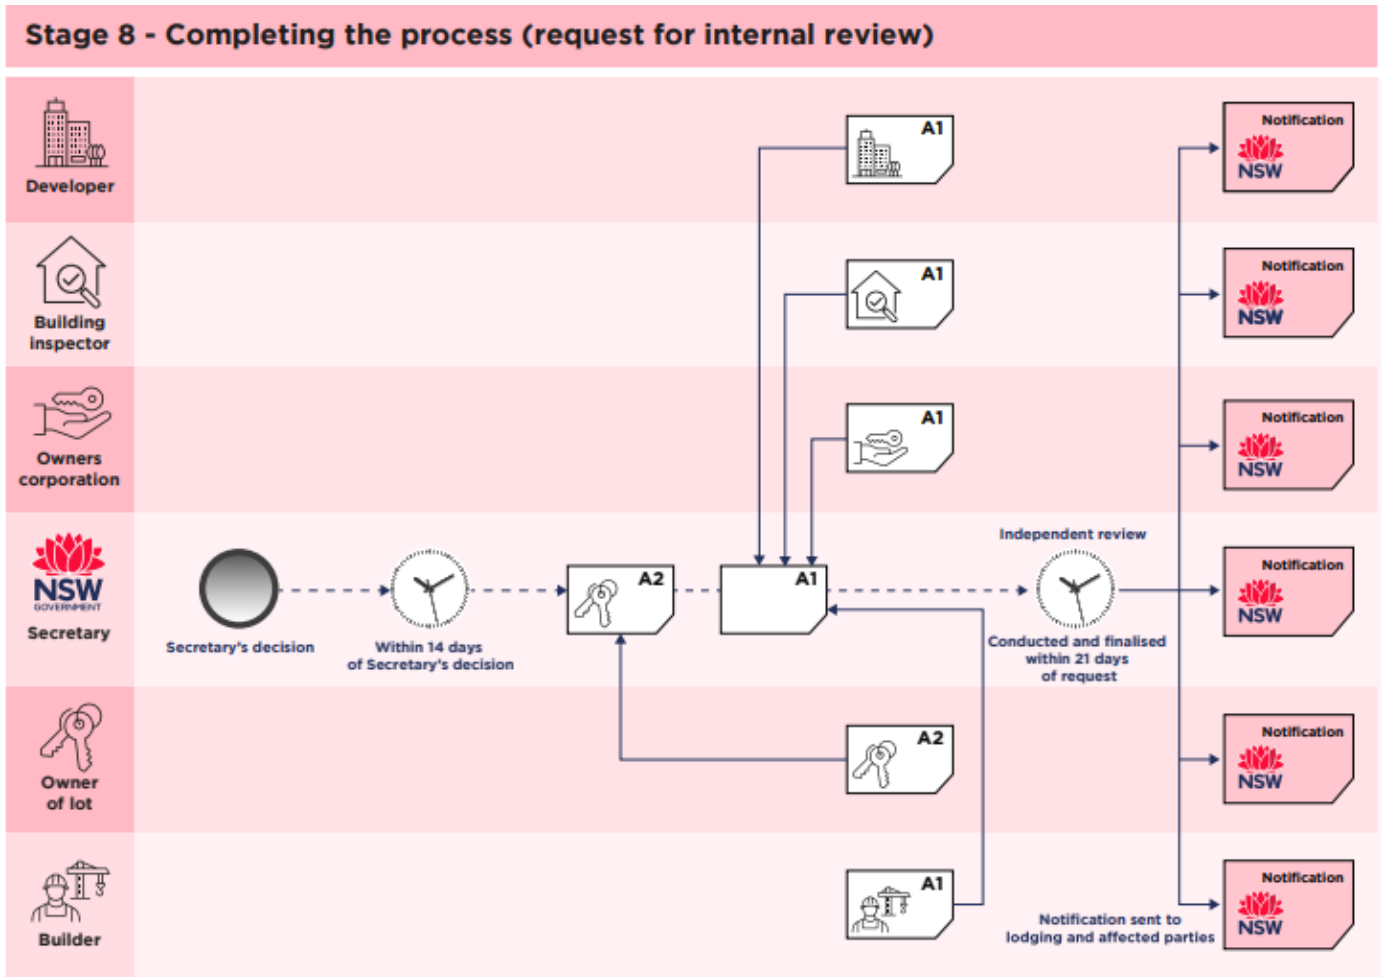 Stage 8 - Completing the process (request for internal review)
Developer
A1
Notification
NSW
Building
inspector
A1
Notification
NSW
Owners
corporation
A1
Notification
NSW
NSW
GOVERNMENT
Secretary
Secretary's decision
Within 14 days
of Secretary's decision
A2
A1
Independent review
Conducted and finalised
within 21 days
of request
Notification
NSW
Owner
of lot
A2
Notification
NSW
Builder
A1
Notification sent to
lodging and affected parties
Notification
NSW